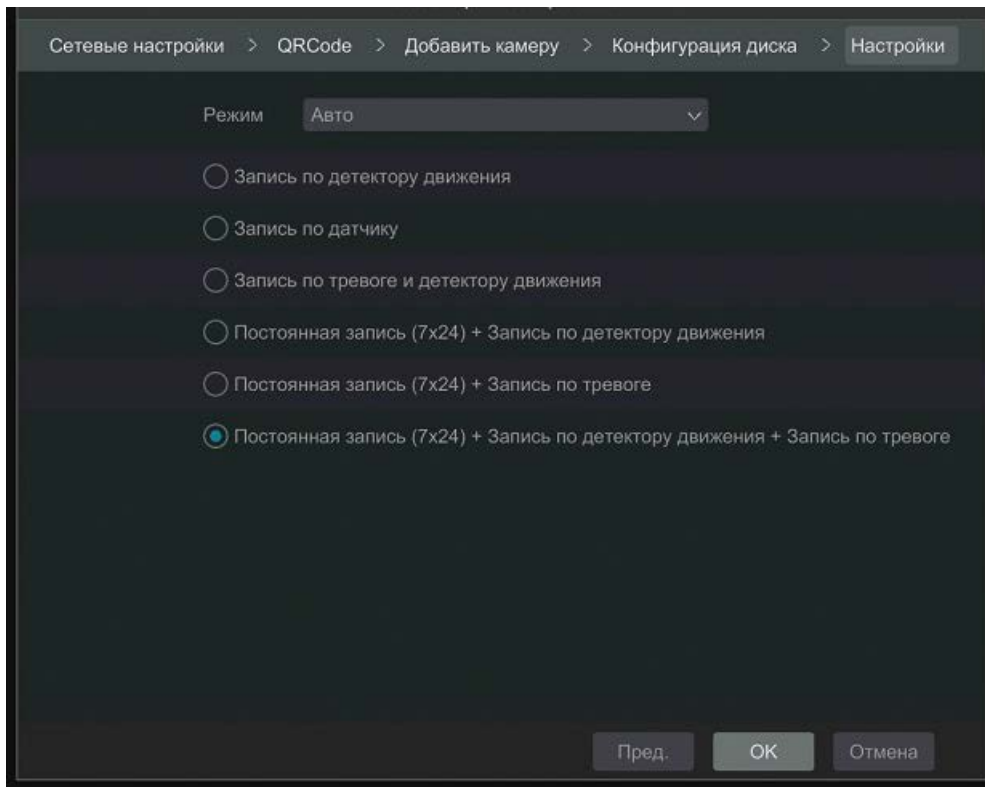 Сетевые настройки > QRCode > Добавить камеру > Конфигурация диска > Настройки
Режим Авто
Запись по детектору движения
Запись по датчику
Запись по тревоге и детектору движения
Постоянная запись (7x24) + Запись по детектору движения
Постоянная запись (7x24) + Запись по тревоге
Постоянная запись (7x24) + Запись по детектору движения + Запись по тревоге
Пред. OK Отмена